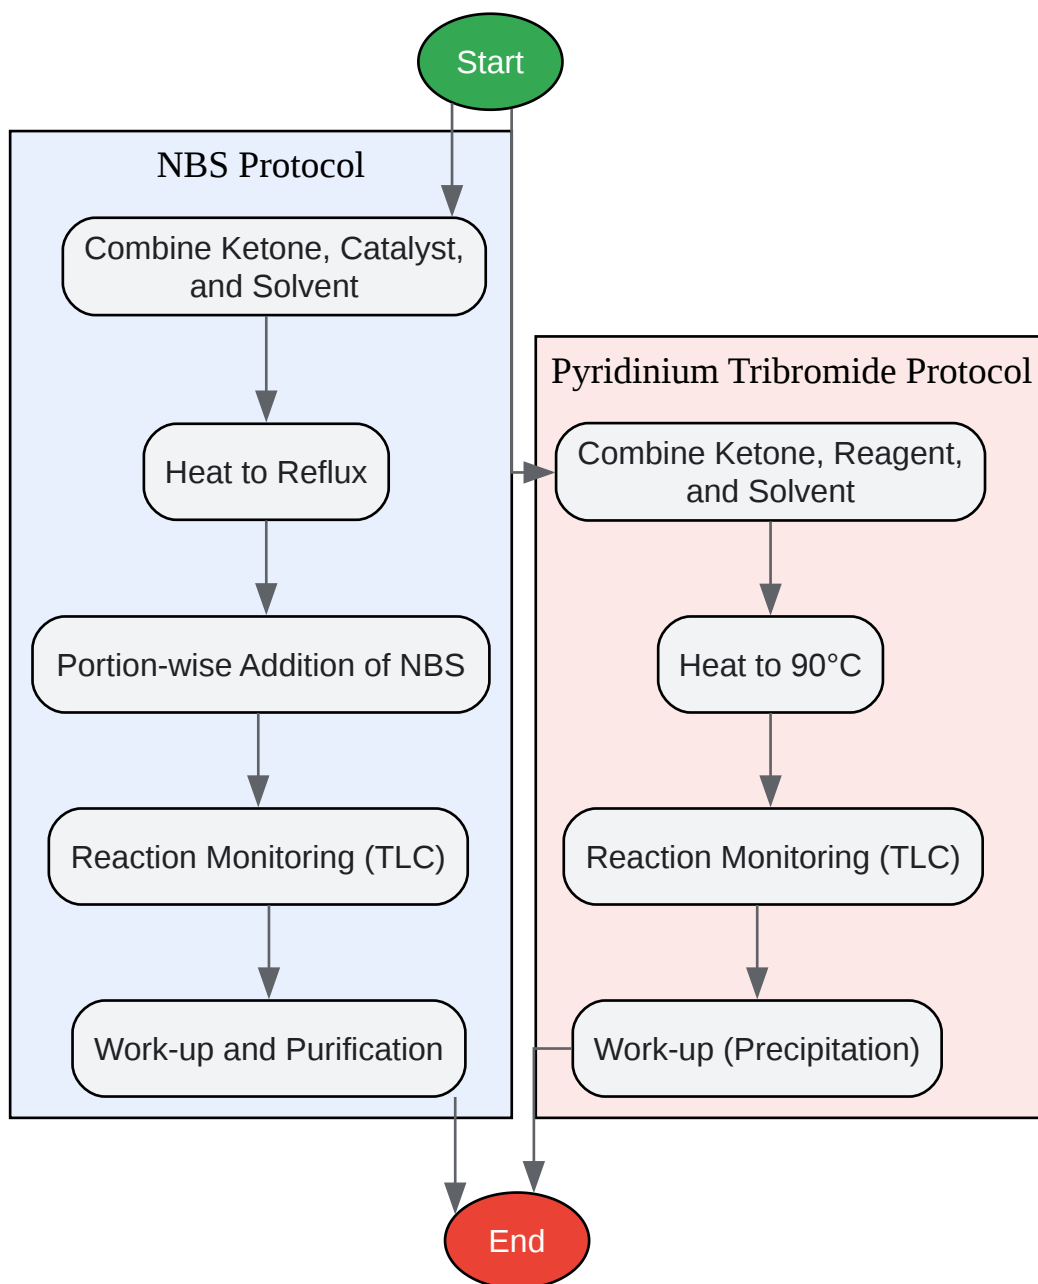 Start
NBS Protocol
Combine Ketone, Catalyst,
and Solvent
Heat to Reflux
Portion-wise Addition of NBS
Reaction Monitoring (TLC)
Work-up and Purification
Pyridinium Tribromide Protocol
Combine Ketone, Reagent,
and Solvent
Heat to 90°C
Reaction Monitoring (TLC)
Work-up (Precipitation)
End